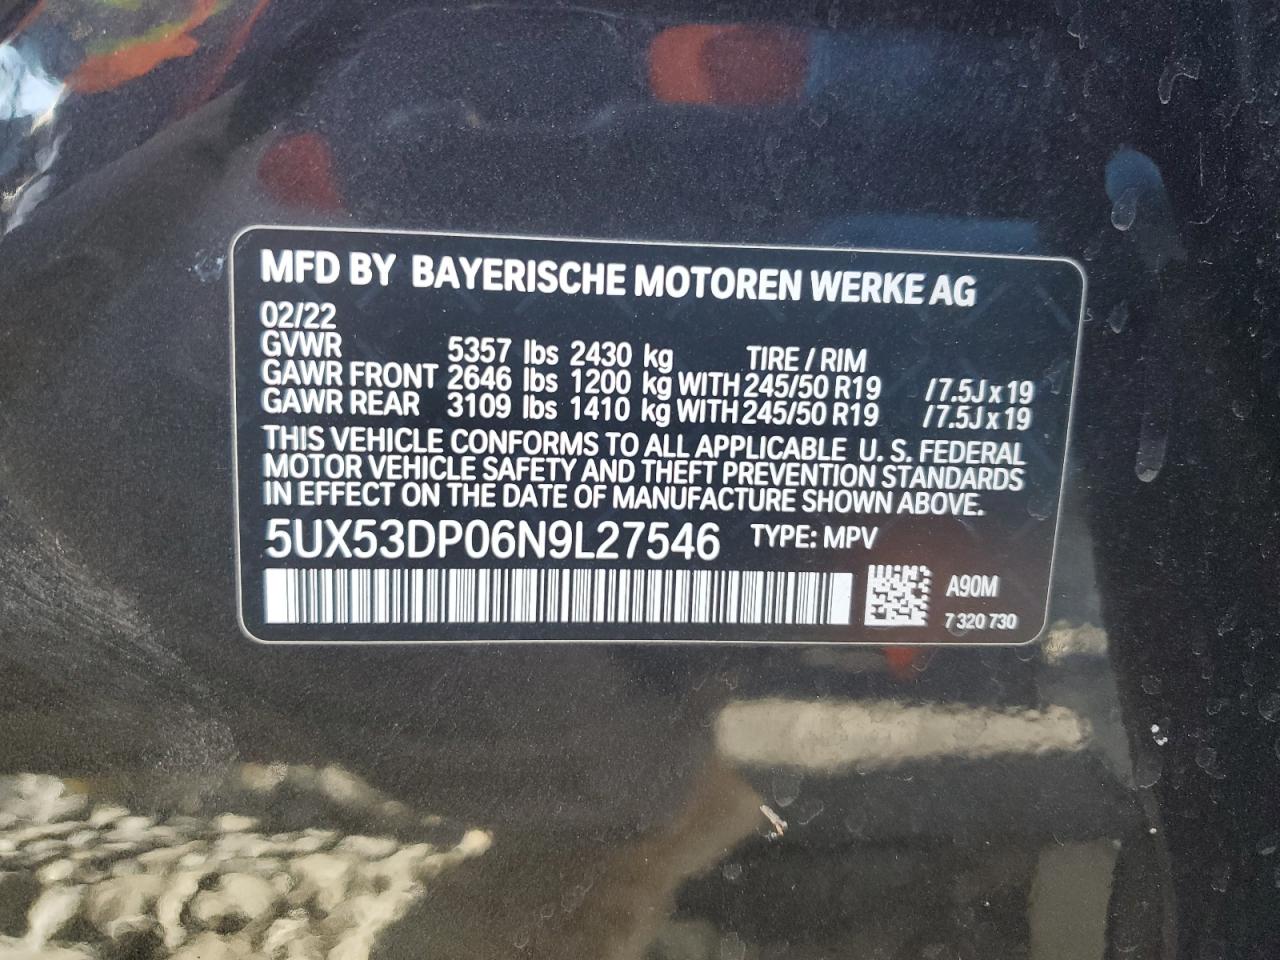 MFD BY BAYERISCHE MOTOREN WERKE AG
02/22
GVWR 5357 lbs 2430 kg TIRE / RIM
GAWR FRONT 2646 lbs 1200 kg WITH 245/50 R19 /7.5J x 19
GAWR REAR 3109 lbs 1410 kg WITH 245/50 R19 /7.5J x 19
THIS VEHICLE CONFORMS TO ALL APPLICABLE U. S. FEDERAL
MOTOR VEHICLE SAFETY AND THEFT PREVENTION STANDARDS
IN EFFECT ON THE DATE OF MANUFACTURE SHOWN ABOVE.
5UX53DP06N9L27546 TYPE: MPV
A90M
7 320 730